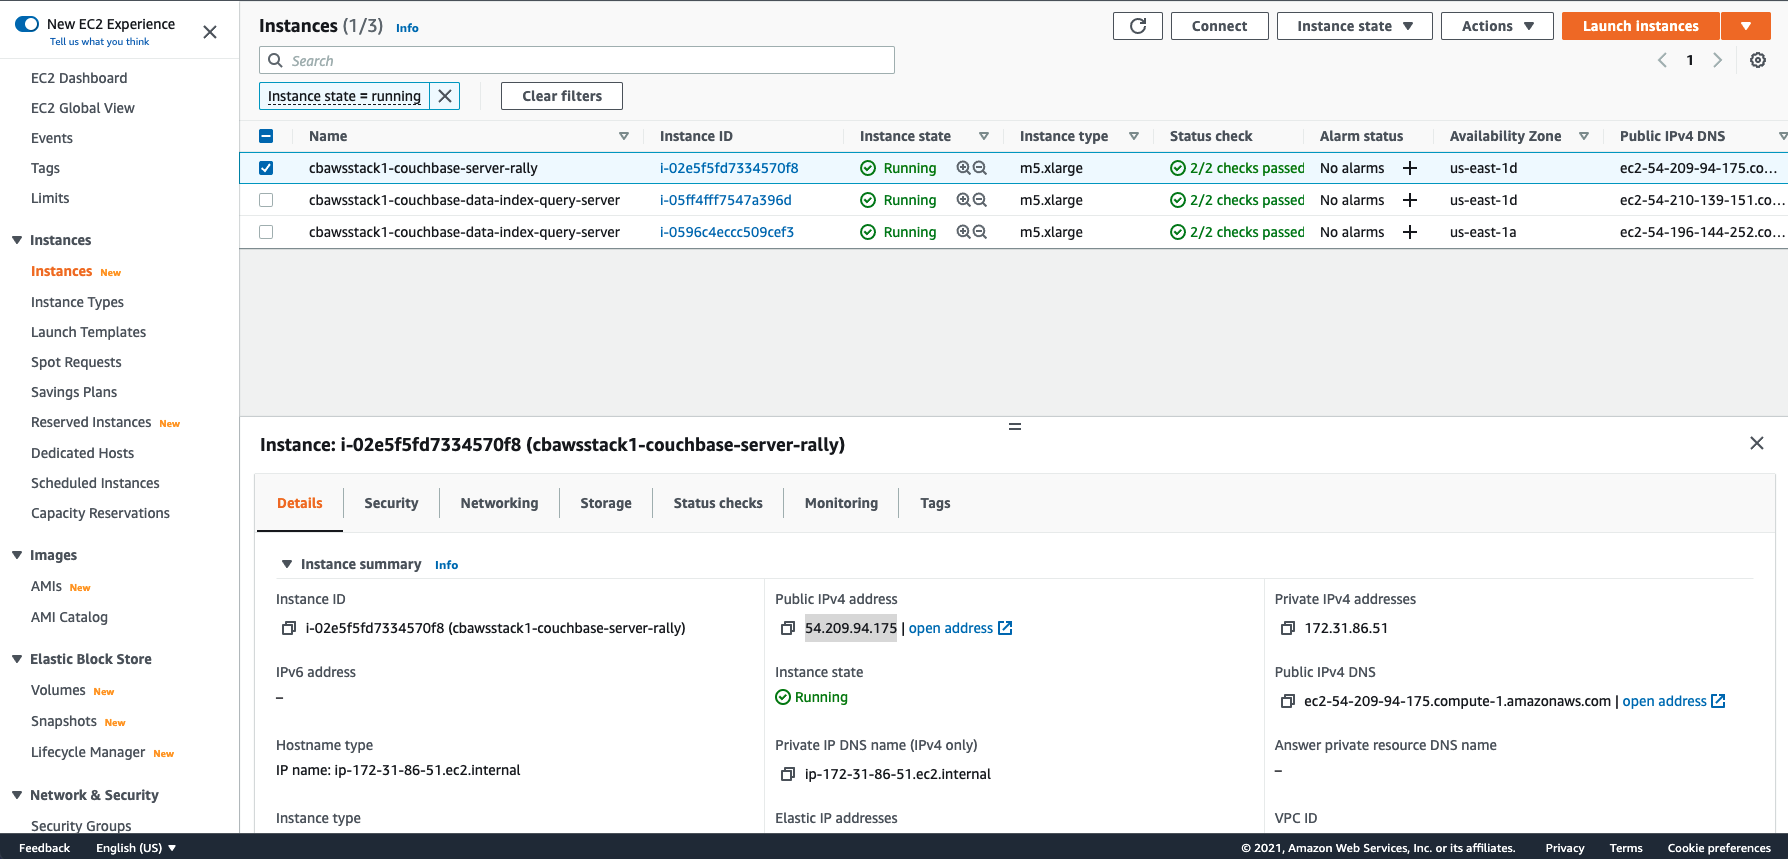 New EC2 Experience
Tell us what you think
EC2 Dashboard
EC2 Global View
Events
Tags
Limits
Instances
Instances New
Instance Types
Launch Templates
Spot Requests
Savings Plans
Reserved Instances New
Dedicated Hosts
Scheduled Instances
Capacity Reservations
Images
AMIs New
AMI Catalog
Elastic Block Store
Volumes New
Snapshots New
Lifecycle Manager New
Network & Security
Security Groups
Instances (1/3) Info
Connect
Instance state
Actions
Launch instances
Search
1
Instance state = running
Clear filters
Name Instance ID Instance state Instance type Status check Alarm status Availability Zone Public IPv4 DNS
cbawsstack1-couchbase-server-rally i-02e5f5fd7334570f8 Running m5.xlarge 2/2 checks passed No alarms us-east-1d ec2-54-209-94-175.co...
cbawsstack1-couchbase-data-index-query-server i-05ff4fff7547a396d Running m5.xlarge 2/2 checks passed No alarms us-east-1d ec2-54-210-139-151.co...
cbawsstack1-couchbase-data-index-query-server i-0596c4eccc509cef3 Running m5.xlarge 2/2 checks passed No alarms us-east-1a ec2-54-196-144-252.co...
Instance: i-02e5f5fd7334570f8 (cbawsstack1-couchbase-server-rally)
Details Security Networking Storage Status checks Monitoring Tags
Instance summary Info
Instance ID
i-02e5f5fd7334570f8 (cbawsstack1-couchbase-server-rally)
Public IPv4 address
54.209.94.175 | open address
Private IPv4 addresses
172.31.86.51
IPv6 address
–
Instance state
Running
Public IPv4 DNS
ec2-54-209-94-175.compute-1.amazonaws.com | open address
Hostname type
IP name: ip-172-31-86-51.ec2.internal
Private IP DNS name (IPv4 only)
ip-172-31-86-51.ec2.internal
Answer private resource DNS name
–
Instance type
Elastic IP addresses
VPC ID
Feedback English (US) © 2021, Amazon Web Services, Inc. or its affiliates. Privacy Terms Cookie preferences